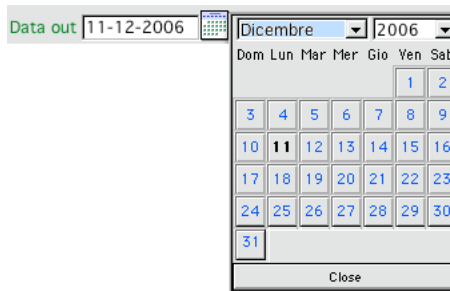 Data out 11-12-2006
Dicembre 2006
Dom Lun Mar Mer Gio Ven Sab
1 2
3 4 5 6 7 8 9
10 11 12 13 14 15 16
17 18 19 20 21 22 23
24 25 26 27 28 29 30
31
Close